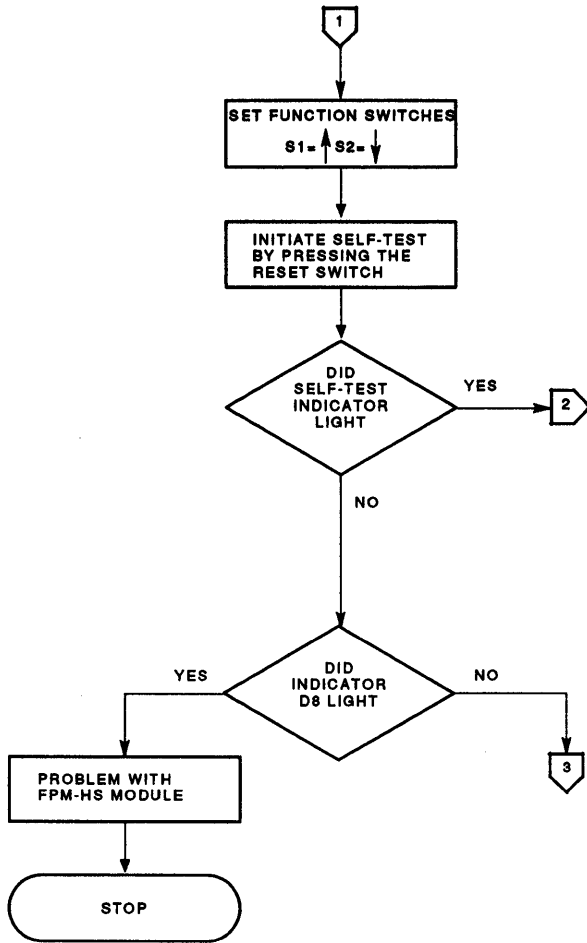 1
SET FUNCTION SWITCHES
S1=↑ S2=↓
INITIATE SELF-TEST
BY PRESSING THE
RESET SWITCH
DID
SELF-TEST
INDICATOR
LIGHT
YES
2
NO
DID
INDICATOR
D8 LIGHT
YES
NO
3
PROBLEM WITH
FPM-HS MODULE
STOP